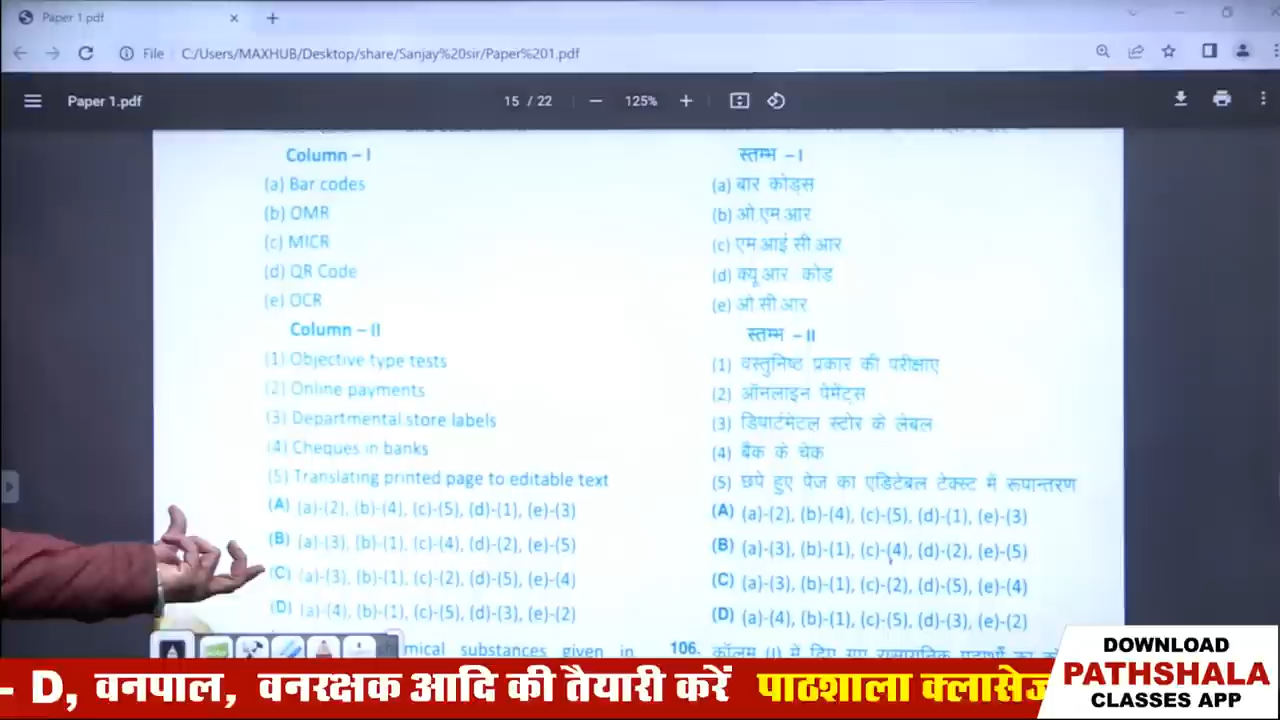 Paper 1.pdf
File C:/Users/MAXHUB/Desktop/share/Sanjay%20sir/Paper%201.pdf
Paper 1.pdf 15 / 22 125%
Column – I
(a) Bar codes
(b) OMR
(c) MICR
(d) QR Code
(e) OCR
Column – II
(1) Objective type tests
(2) Online payments
(3) Departmental store labels
(4) Cheques in banks
(5) Translating printed page to editable text
(A) (a)-(2), (b)-(4), (c)-(5), (d)-(1), (e)-(3)
(B) (a)-(3), (b)-(1), (c)-(4), (d)-(2), (e)-(5)
(C) (a)-(3), (b)-(1), (c)-(2), (d)-(5), (e)-(4)
(D) (a)-(4), (b)-(1), (c)-(5), (d)-(3), (e)-(2)
substances given in
स्तम्भ – I
(a) बार कोड्स
(b) ओ एम आर
(c) एम आई सी आर
(d) क्यू आर कोड
(e) ओ सी आर
स्तम्भ – II
(1) वस्तुनिष्ठ प्रकार की परीक्षाए
(2) ऑनलाइन पेमेंट्स
(3) डिपार्टमेंटल स्टोर के लेबल
(4) बैंक के चेक
(5) छपे हुए पेज का एडिटेबल टेक्स्ट में रूपान्तरण
(A) (a)-(2), (b)-(4), (c)-(5), (d)-(1), (e)-(3)
(B) (a)-(3), (b)-(1), (c)-(4), (d)-(2), (e)-(5)
(C) (a)-(3), (b)-(1), (c)-(2), (d)-(5), (e)-(4)
(D) (a)-(4), (b)-(1), (c)-(5), (d)-(3), (e)-(2)
106. कॉलम (I) में दिए गए
- D, वनपाल, वनरक्षक आदि की तैयारी करें पाठशाला क्लासेज
DOWNLOAD
PATHSHALA
CLASSES APP